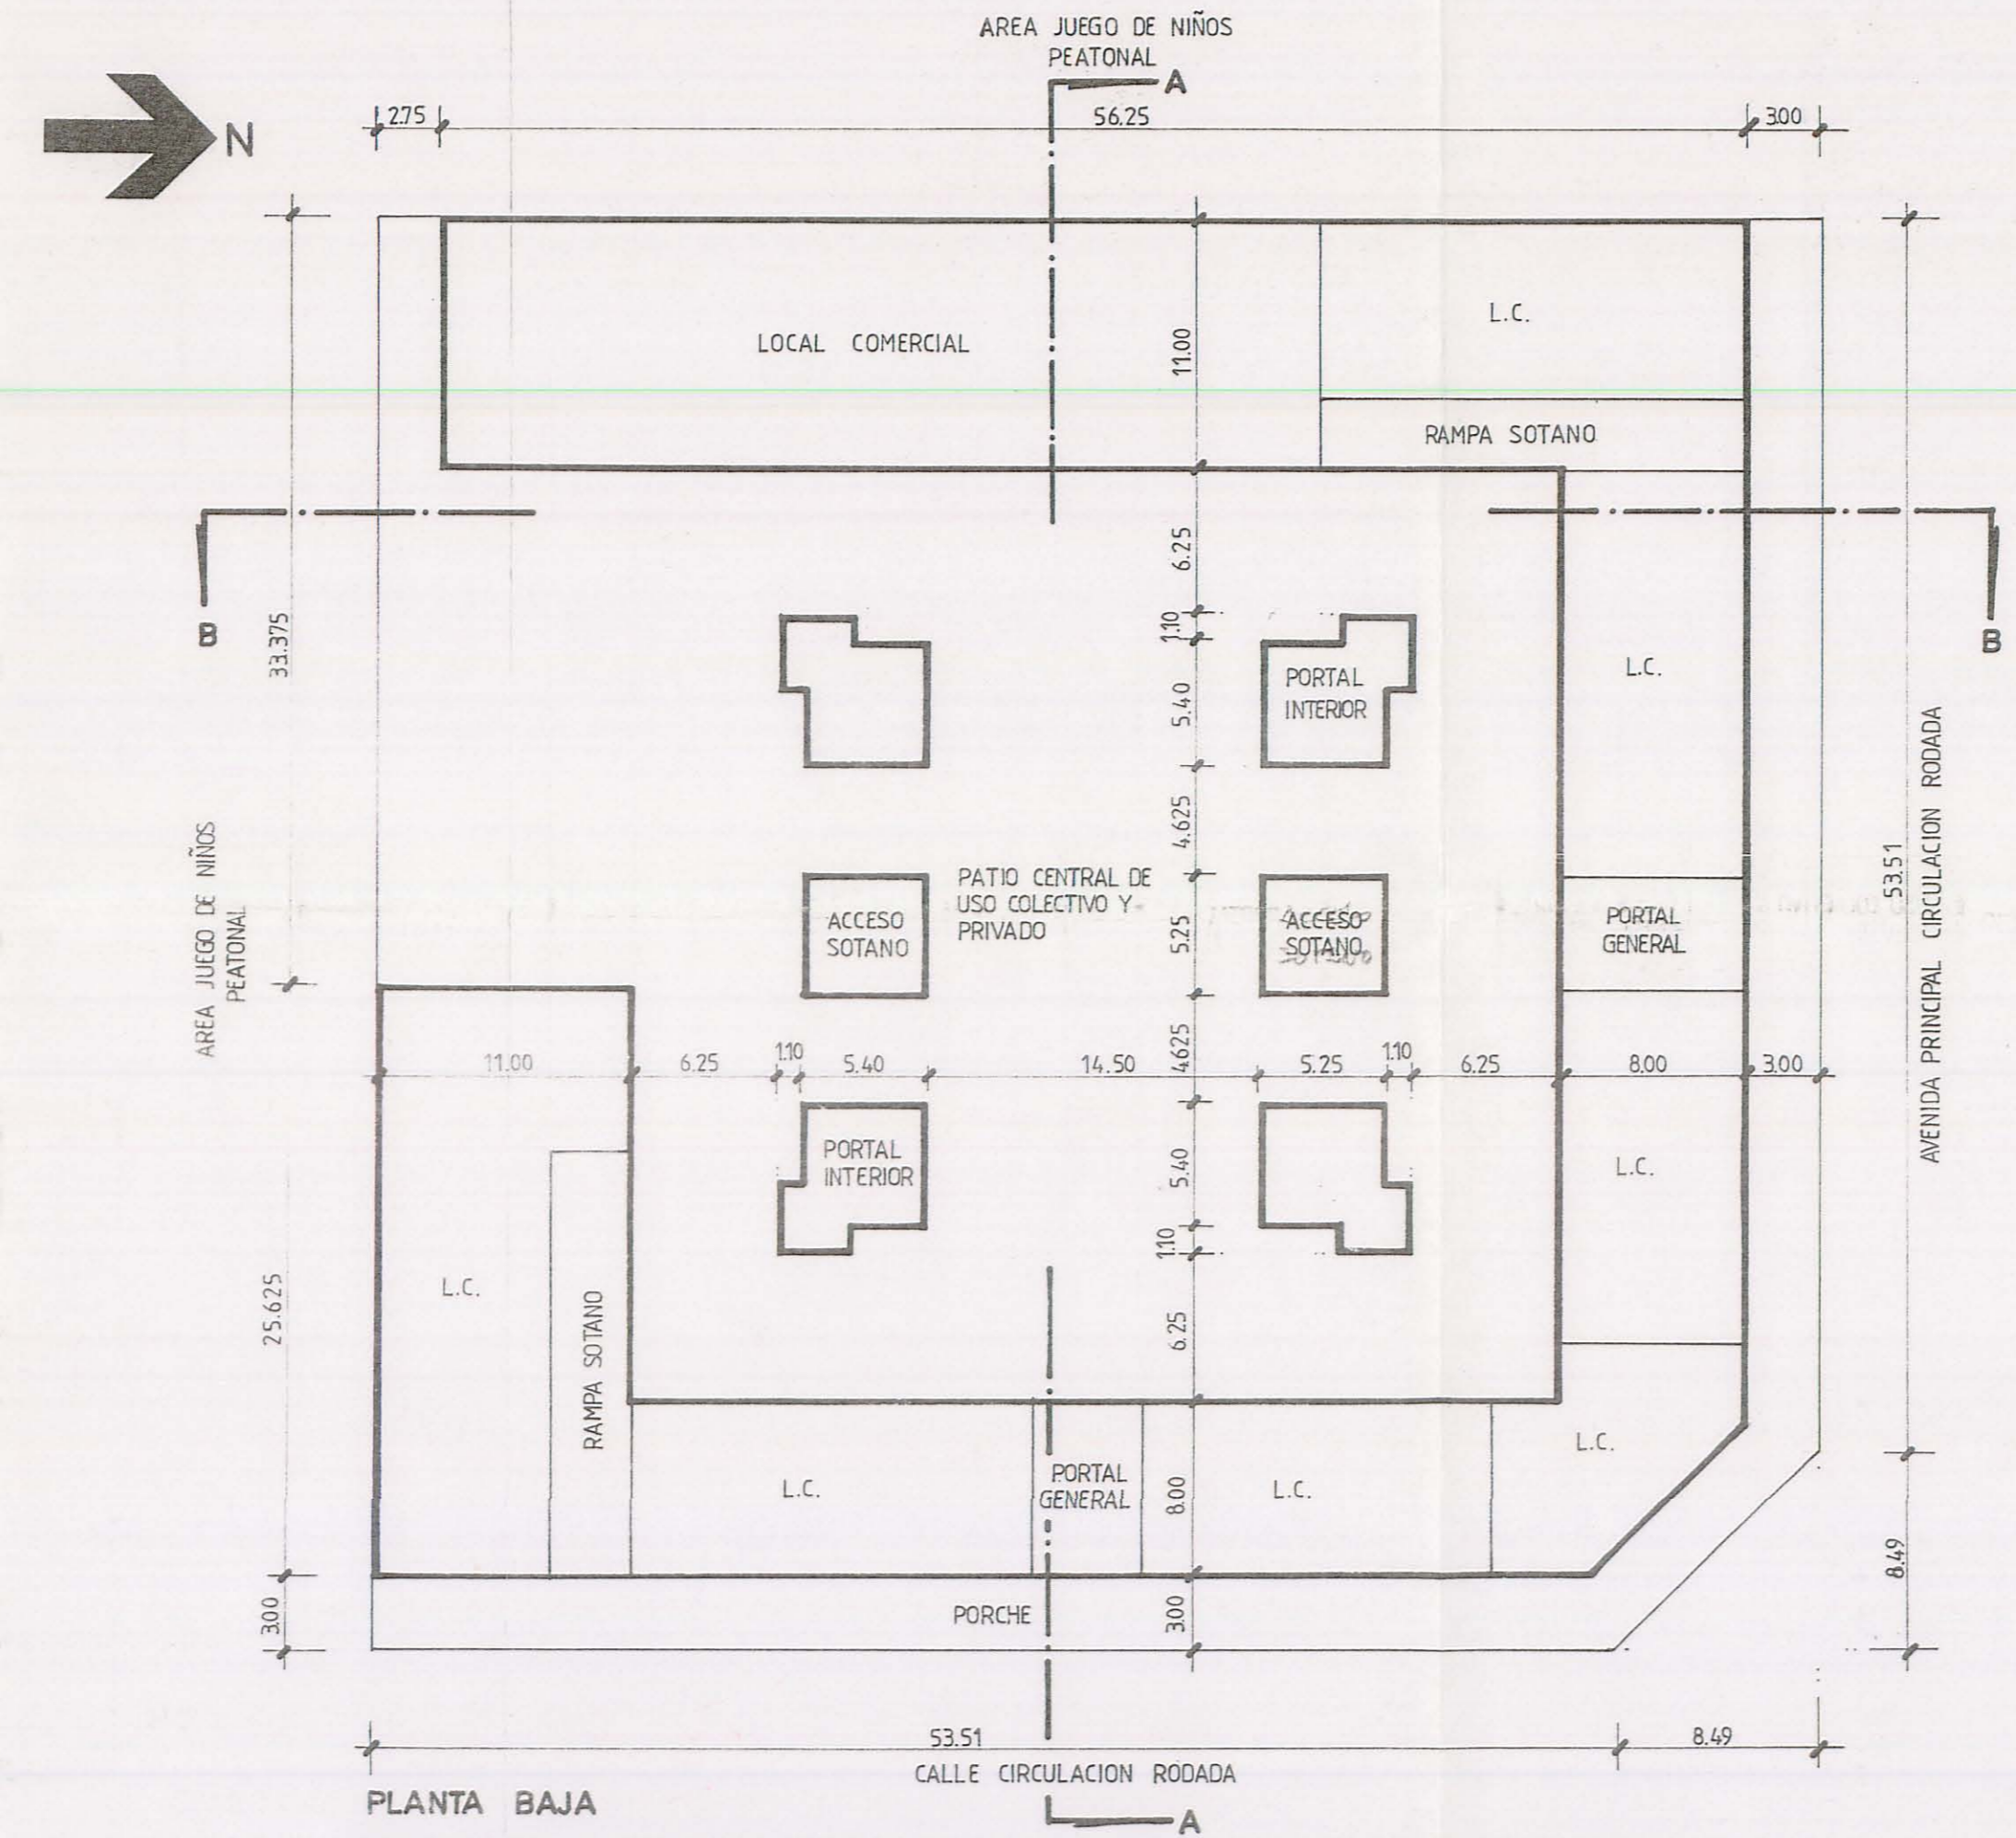 AREA JUEGO DE NIÑOS
PEATONAL
A
N
2.75
56.25
3.00
LOCAL COMERCIAL
11.00
L.C.
RAMPA SOTANO
B
B
33.375
6.25
1.10
5.40
PORTAL
INTERIOR
L.C.
4.625
AREA JUEGO DE NIÑOS
PEATONAL
ACCESO
SOTANO
PATIO CENTRAL DE
USO COLECTIVO Y
PRIVADO
5.25
ACCESO
SOTANO
PORTAL
GENERAL
53.51
AVENIDA PRINCIPAL CIRCULACION RODADA
11.00
6.25
1.10
5.40
14.50
4.625
5.25
1.10
6.25
8.00
3.00
PORTAL
INTERIOR
5.40
1.10
L.C.
25.625
L.C.
RAMPA SOTANO
6.25
L.C.
L.C.
PORTAL
GENERAL
8.00
L.C.
8.49
3.00
PORCHE
3.00
53.51
8.49
CALLE CIRCULACION RODADA
PLANTA BAJA
A